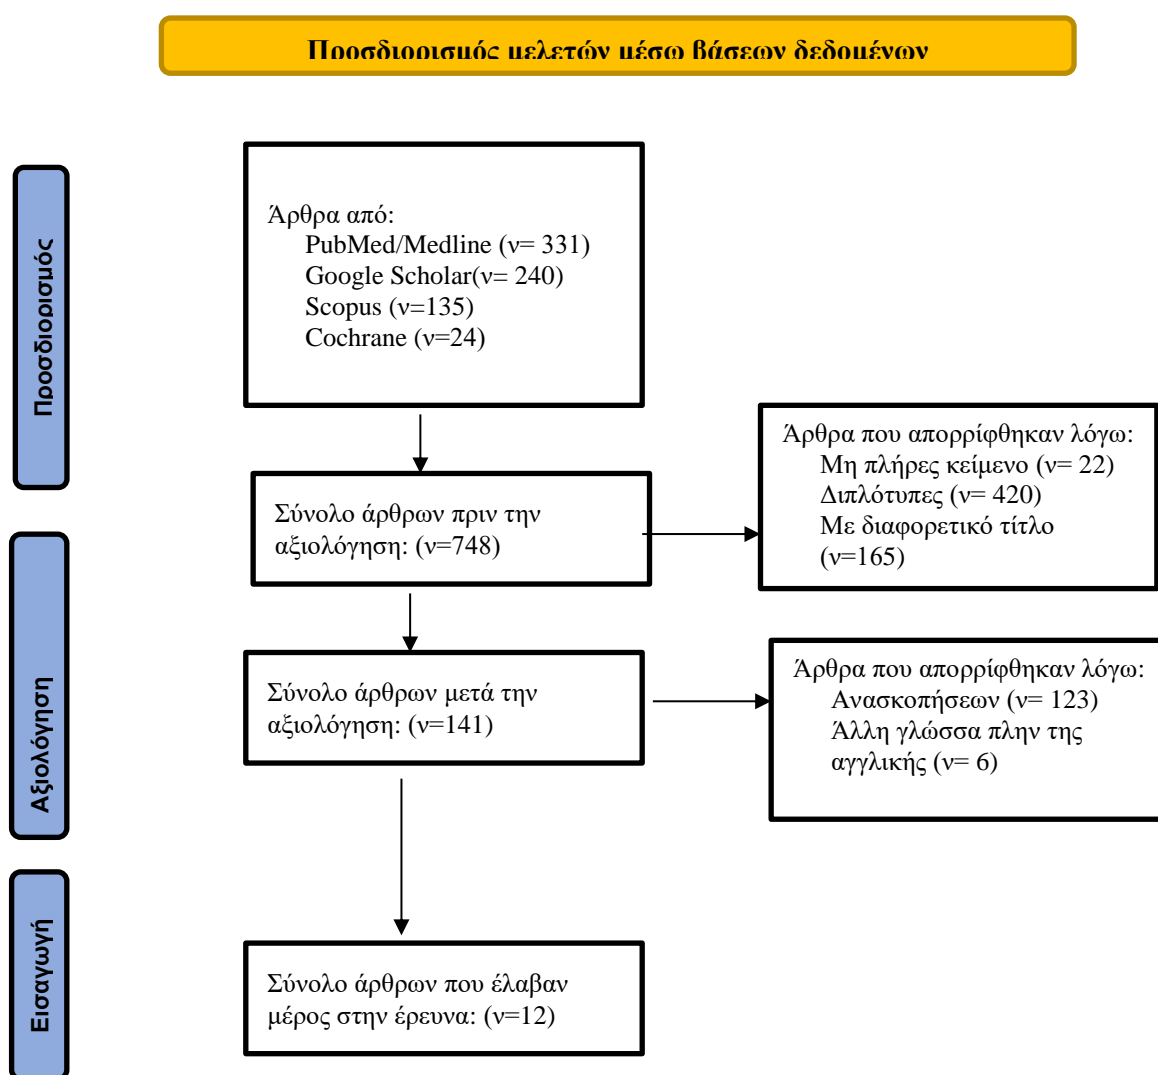 Προσδιορισμός μελετών μέσω βάσεων δεδομένων
Προσδιορισμός
Άρθρα από:
PubMed/Medline (ν= 331)
Google Scholar(ν= 240)
Scopus (ν=135)
Cochrane (ν=24)
Άρθρα που απορρίφθηκαν λόγω:
Μη πλήρες κείμενο (ν= 22)
Διπλότυπες (ν= 420)
Με διαφορετικό τίτλο
(ν=165)
Σύνολο άρθρων πριν την
αξιολόγηση: (ν=748)
Αξιολόγηση
Σύνολο άρθρων μετά την
αξιολόγηση: (ν=141)
Άρθρα που απορρίφθηκαν λόγω:
Ανασκοπήσεων (ν= 123)
Άλλη γλώσσα πλην της
αγγλικής (ν= 6)
Εισαγωγή
Σύνολο άρθρων που έλαβαν
μέρος στην έρευνα: (ν=12)